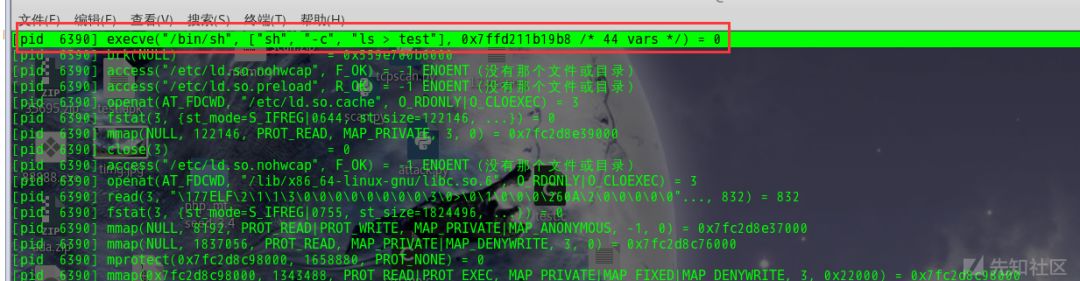 文件(F) 编辑(E) 查看(V) 搜索(S) 终端(T) 帮助(H)
[pid 6390] execve("/bin/sh", ["sh", "-c", "ls > test"], 0x7ffd211b19b8 /* 44 vars */) = 0
[pid 6390] brk(NULL) = 0x559e700b6000
[pid 6390] access("/etc/ld.so.nohwcap", F_OK) = -1 ENOENT (没有那个文件或目录)
[pid 6390] access("/etc/ld.so.preload", R_OK) = -1 ENOENT (没有那个文件或目录)
[pid 6390] openat(AT_FDCWD, "/etc/ld.so.cache", O_RDONLY|O_CLOEXEC) = 3
[pid 6390] fstat(3, {st_mode=S_IFREG|0644, st_size=122146, ...}) = 0
[pid 6390] mmap(NULL, 122146, PROT_READ, MAP_PRIVATE, 3, 0) = 0x7fc2d8e39000
[pid 6390] close(3) = 0
[pid 6390] access("/etc/ld.so.nohwcap", F_OK) = -1 ENOENT (没有那个文件或目录)
[pid 6390] openat(AT_FDCWD, "/lib/x86_64-linux-gnu/libc.so.6", O_RDONLY|O_CLOEXEC) = 3
[pid 6390] read(3, "\177ELF\2\1\1\3\0\0\0\0\0\0\0\0\3\0>\0\1\0\0\0\260A\2\0\0\0\0\0"..., 832) = 832
[pid 6390] fstat(3, {st_mode=S_IFREG|0755, st_size=1824496, ...}) = 0
[pid 6390] mmap(NULL, 8192, PROT_READ|PROT_WRITE, MAP_PRIVATE|MAP_ANONYMOUS, -1, 0) = 0x7fc2d8e37000
[pid 6390] mmap(NULL, 1837056, PROT_READ, MAP_PRIVATE|MAP_DENYWRITE, 3, 0) = 0x7fc2d8c76000
[pid 6390] mprotect(0x7fc2d8c98000, 1658880, PROT_NONE) = 0
[pid 6390] mmap(0x7fc2d8c98000, 1343488, PROT_READ|PROT_EXEC, MAP_PRIVATE|MAP_FIXED|MAP_DENYWRITE, 3, 0x22000) = 0x7fc2d8c98000
先知社区